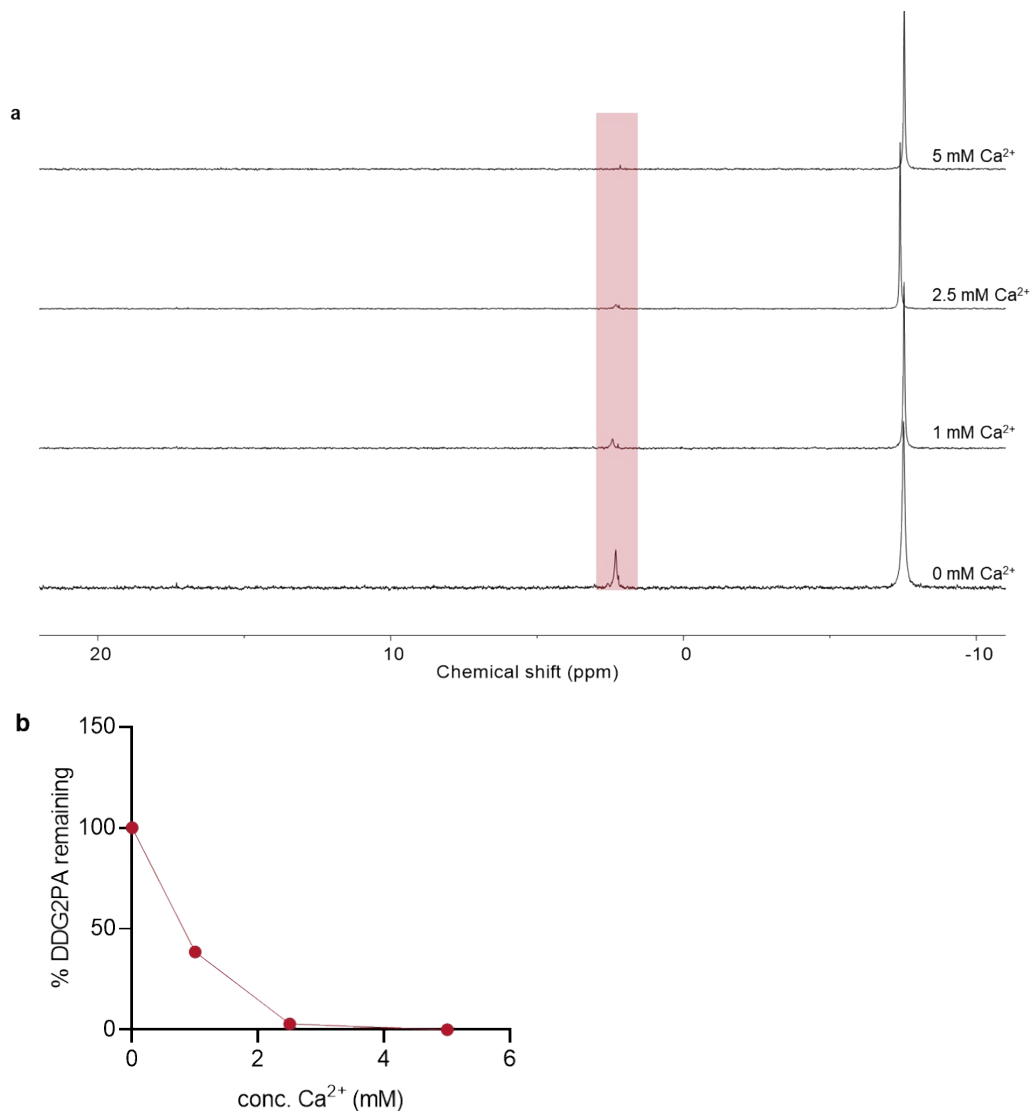 a
5 mM Ca²⁺
2.5 mM Ca²⁺
1 mM Ca²⁺
0 mM Ca²⁺
20 10 0 -10
Chemical shift (ppm)
b
% DDG2PA remaining
150
100
50
0
0 2 4 6
conc. Ca²⁺ (mM)